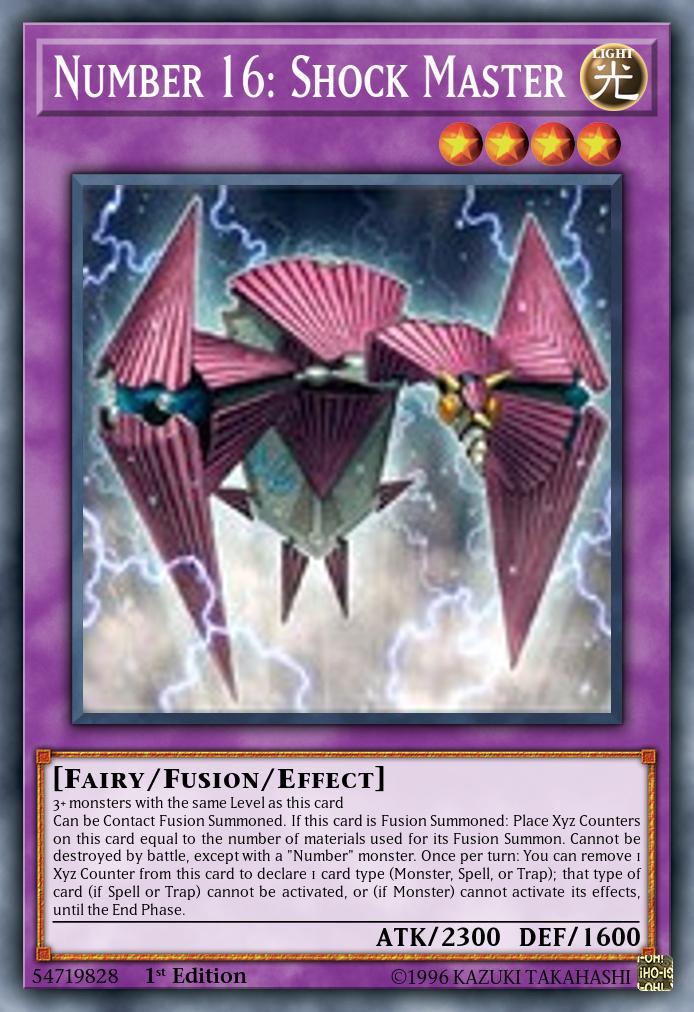 Number 16: Shock Master
LIGHT
光
[Fairy/Fusion/Effect]
3+ monsters with the same Level as this card
Can be Contact Fusion Summoned. If this card is Fusion Summoned: Place Xyz Counters
on this card equal to the number of materials used for its Fusion Summon. Cannot be
destroyed by battle, except with a "Number" monster. Once per turn: You can remove 1
Xyz Counter from this card to declare 1 card type (Monster, Spell, or Trap); that type of
card (if Spell or Trap) cannot be activated, or (if Monster) cannot activate its effects,
until the End Phase.
ATK/2300 DEF/1600
54719828 1st Edition ©1996 KAZUKI TAKAHASHI